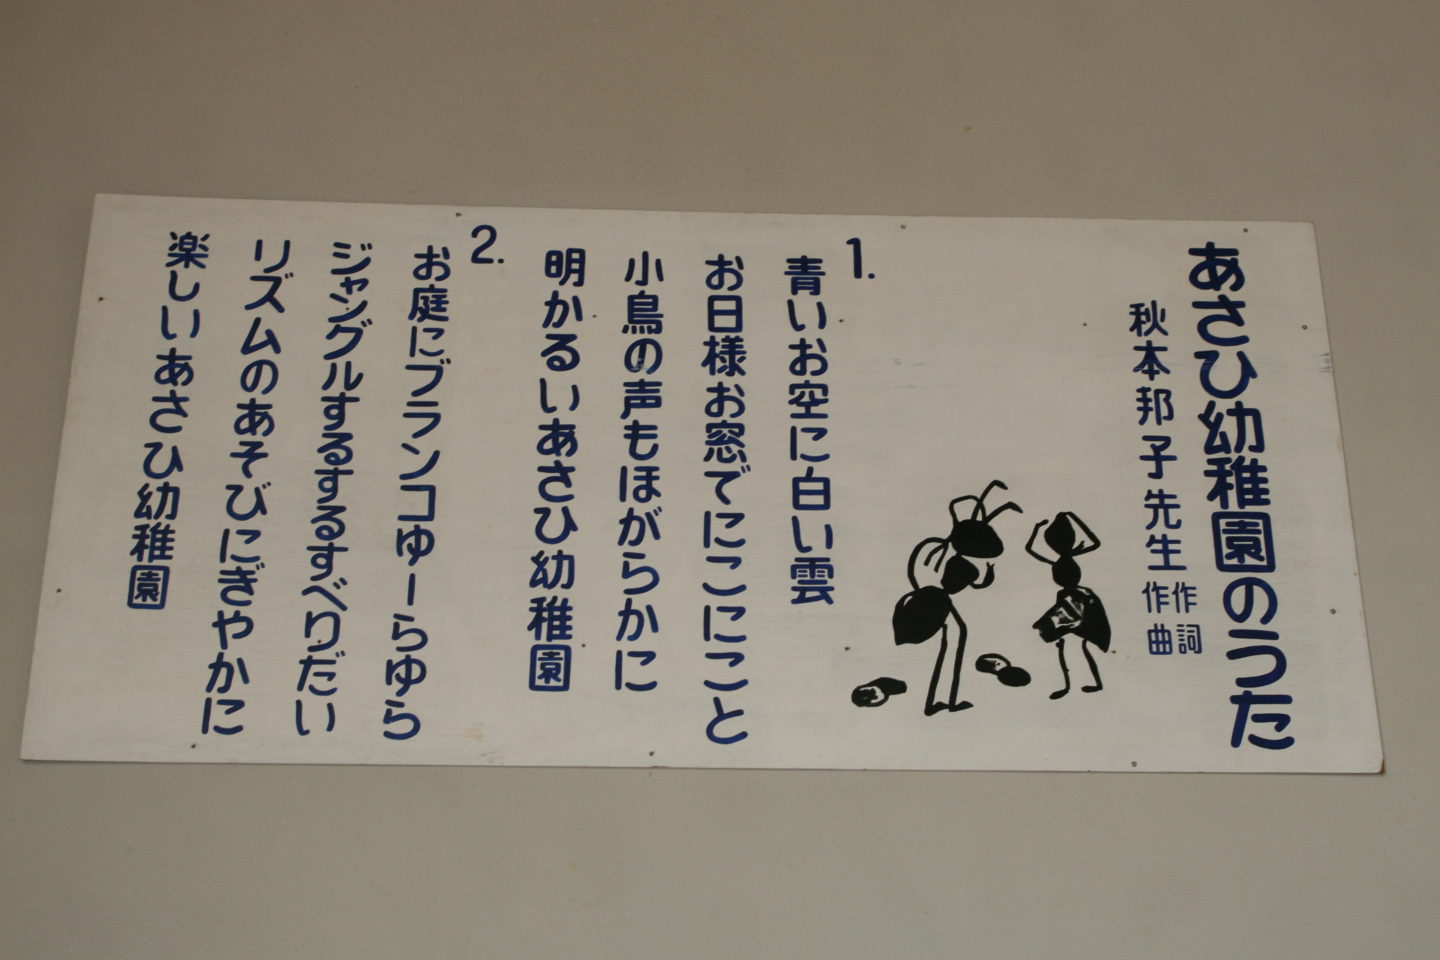 あさひ幼稚園のうた
秋本邦子先生 作詞作曲
1.
青いお空に白い雲
お日様お窓でにこにこと
小鳥の声もほがらかに
明かるいあさひ幼稚園
2.
お庭にブランコゆーらゆら
ジャングルするするすべりだい
リズムのあそびにぎやかに
楽しいあさひ幼稚園